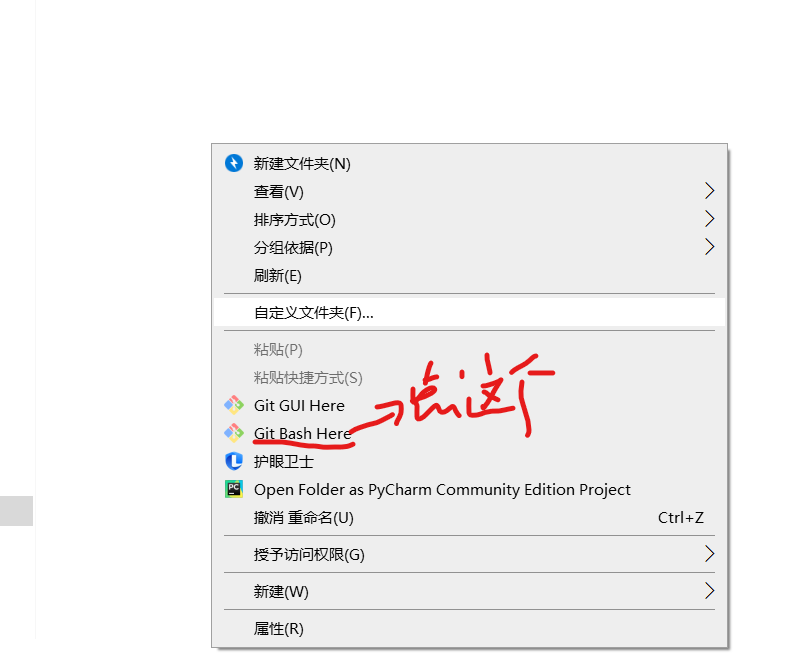 新建文件夹(N)
查看(V)
排序方式(O)
分组依据(P)
刷新(E)
自定义文件夹(F)...
粘贴(P)
粘贴快捷方式(S)
Git GUI Here
Git Bash Here 点这个
护眼卫士
PC
Open Folder as PyCharm Community Edition Project
撤消 重命名(U) Ctrl+Z
授予访问权限(G)
新建(W)
属性(R)